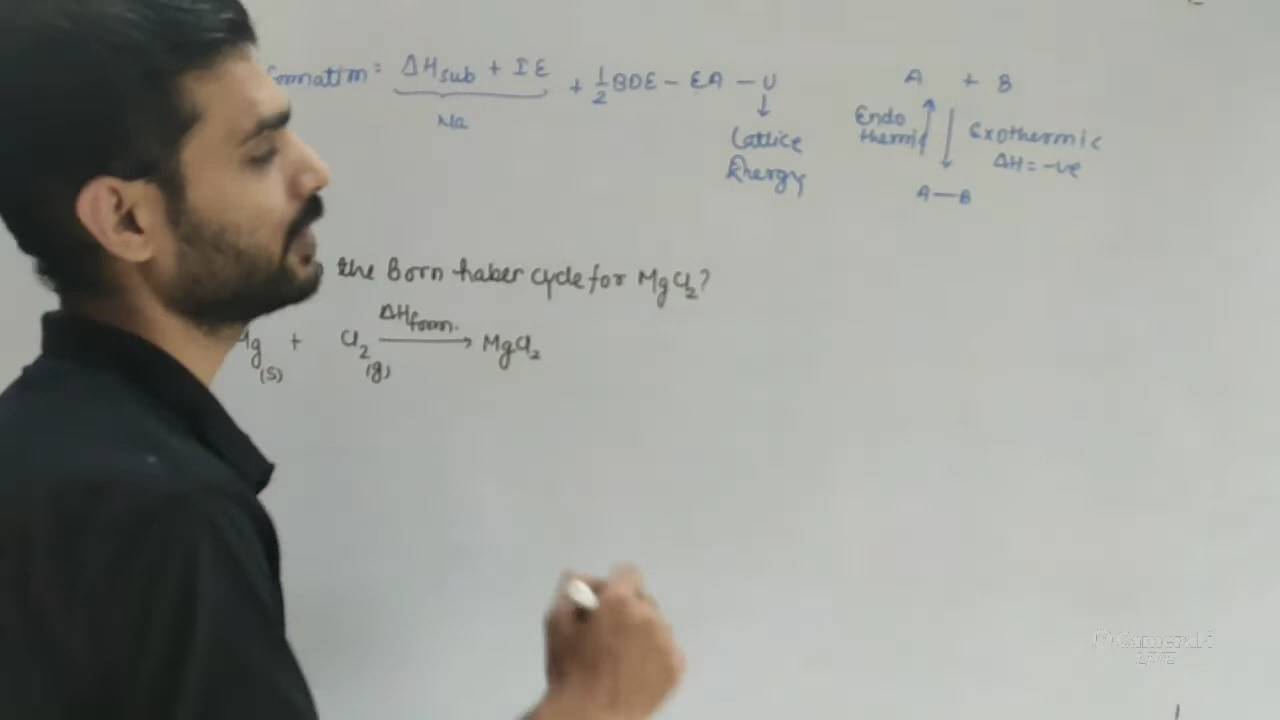 formation = ΔHsub + IE + 1/2 BDE - EA - U
Na
Lattice
Energy
A + B
Endo
thermic
Exothermic
ΔH = -ve
A—B
the Born haber cycle for MgCl2?
Mg(s) + Cl2(g) ΔHform. → MgCl2
LIVE